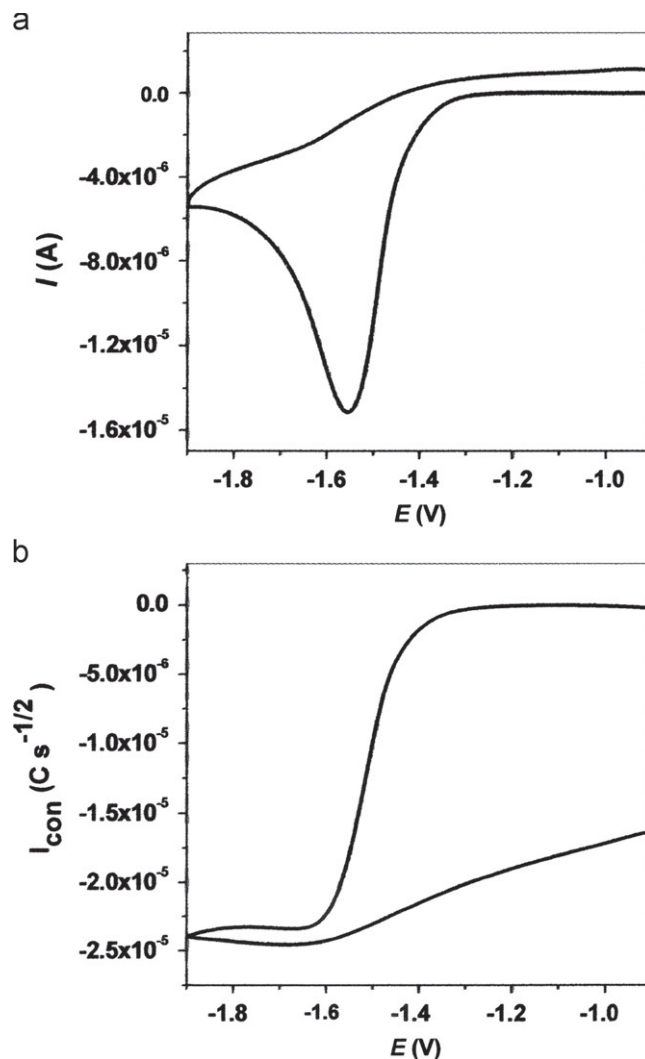 a
0.0
-4.0x10⁻⁶
-8.0x10⁻⁶
-1.2x10⁻⁵
-1.6x10⁻⁵
I (A)
-1.8 -1.6 -1.4 -1.2 -1.0
E (V)
b
0.0
-5.0x10⁻⁶
-1.0x10⁻⁵
-1.5x10⁻⁵
-2.0x10⁻⁵
-2.5x10⁻⁵
I_con (C s⁻¹/²)
-1.8 -1.6 -1.4 -1.2 -1.0
E (V)